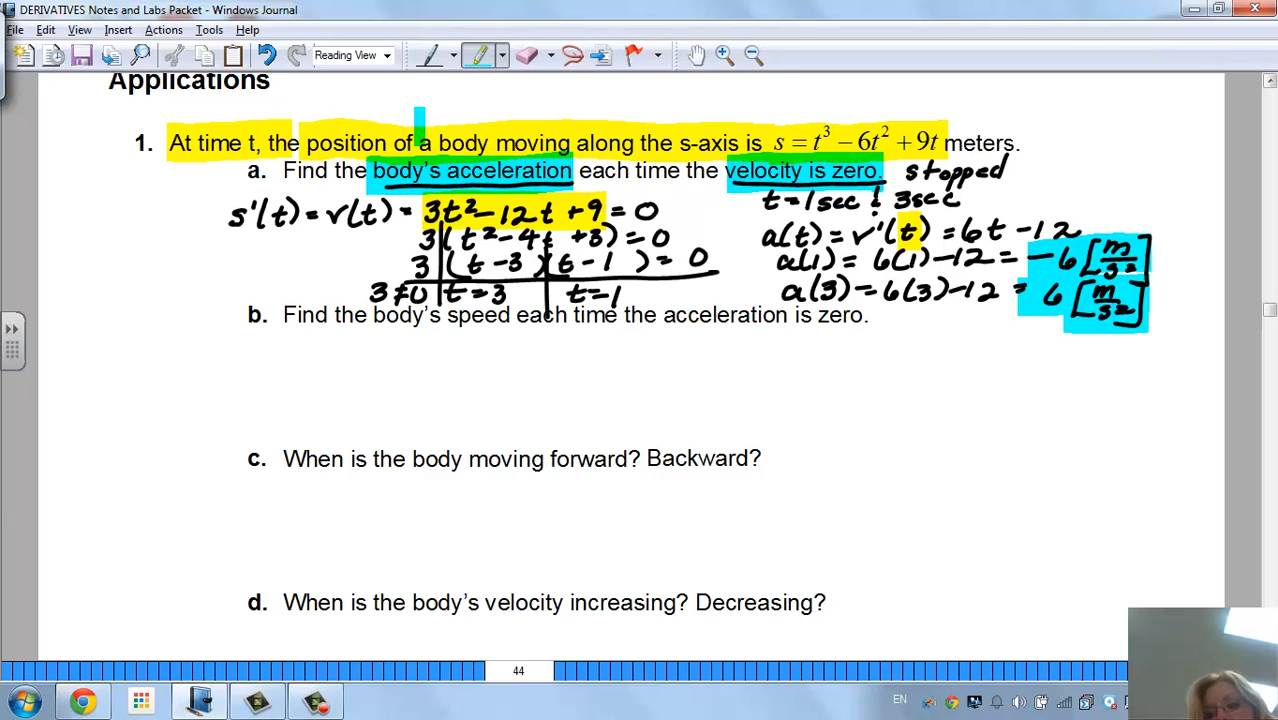 DERIVATIVES Notes and Labs Packet - Windows Journal
File Edit View Insert Actions Tools Help
Reading View
Applications
1. At time t, the position of a body moving along the s-axis is s = t³ − 6t² + 9t meters.
a. Find the body's acceleration each time the velocity is zero. stopped
t = 1 sec & 3 sec
s'(t) = v(t) = 3t² − 12t + 9 = 0
3(t² − 4t + 3) = 0
3(t − 3)(t − 1) = 0
3 ≠ 0 t = 3 t = 1
a(t) = v'(t) = 6t − 12
a(1) = 6(1) − 12 = −6 [m/s²]
a(3) = 6(3) − 12 = 6 [m/s²]
b. Find the body's speed each time the acceleration is zero.
c. When is the body moving forward? Backward?
d. When is the body's velocity increasing? Decreasing?
44
EN